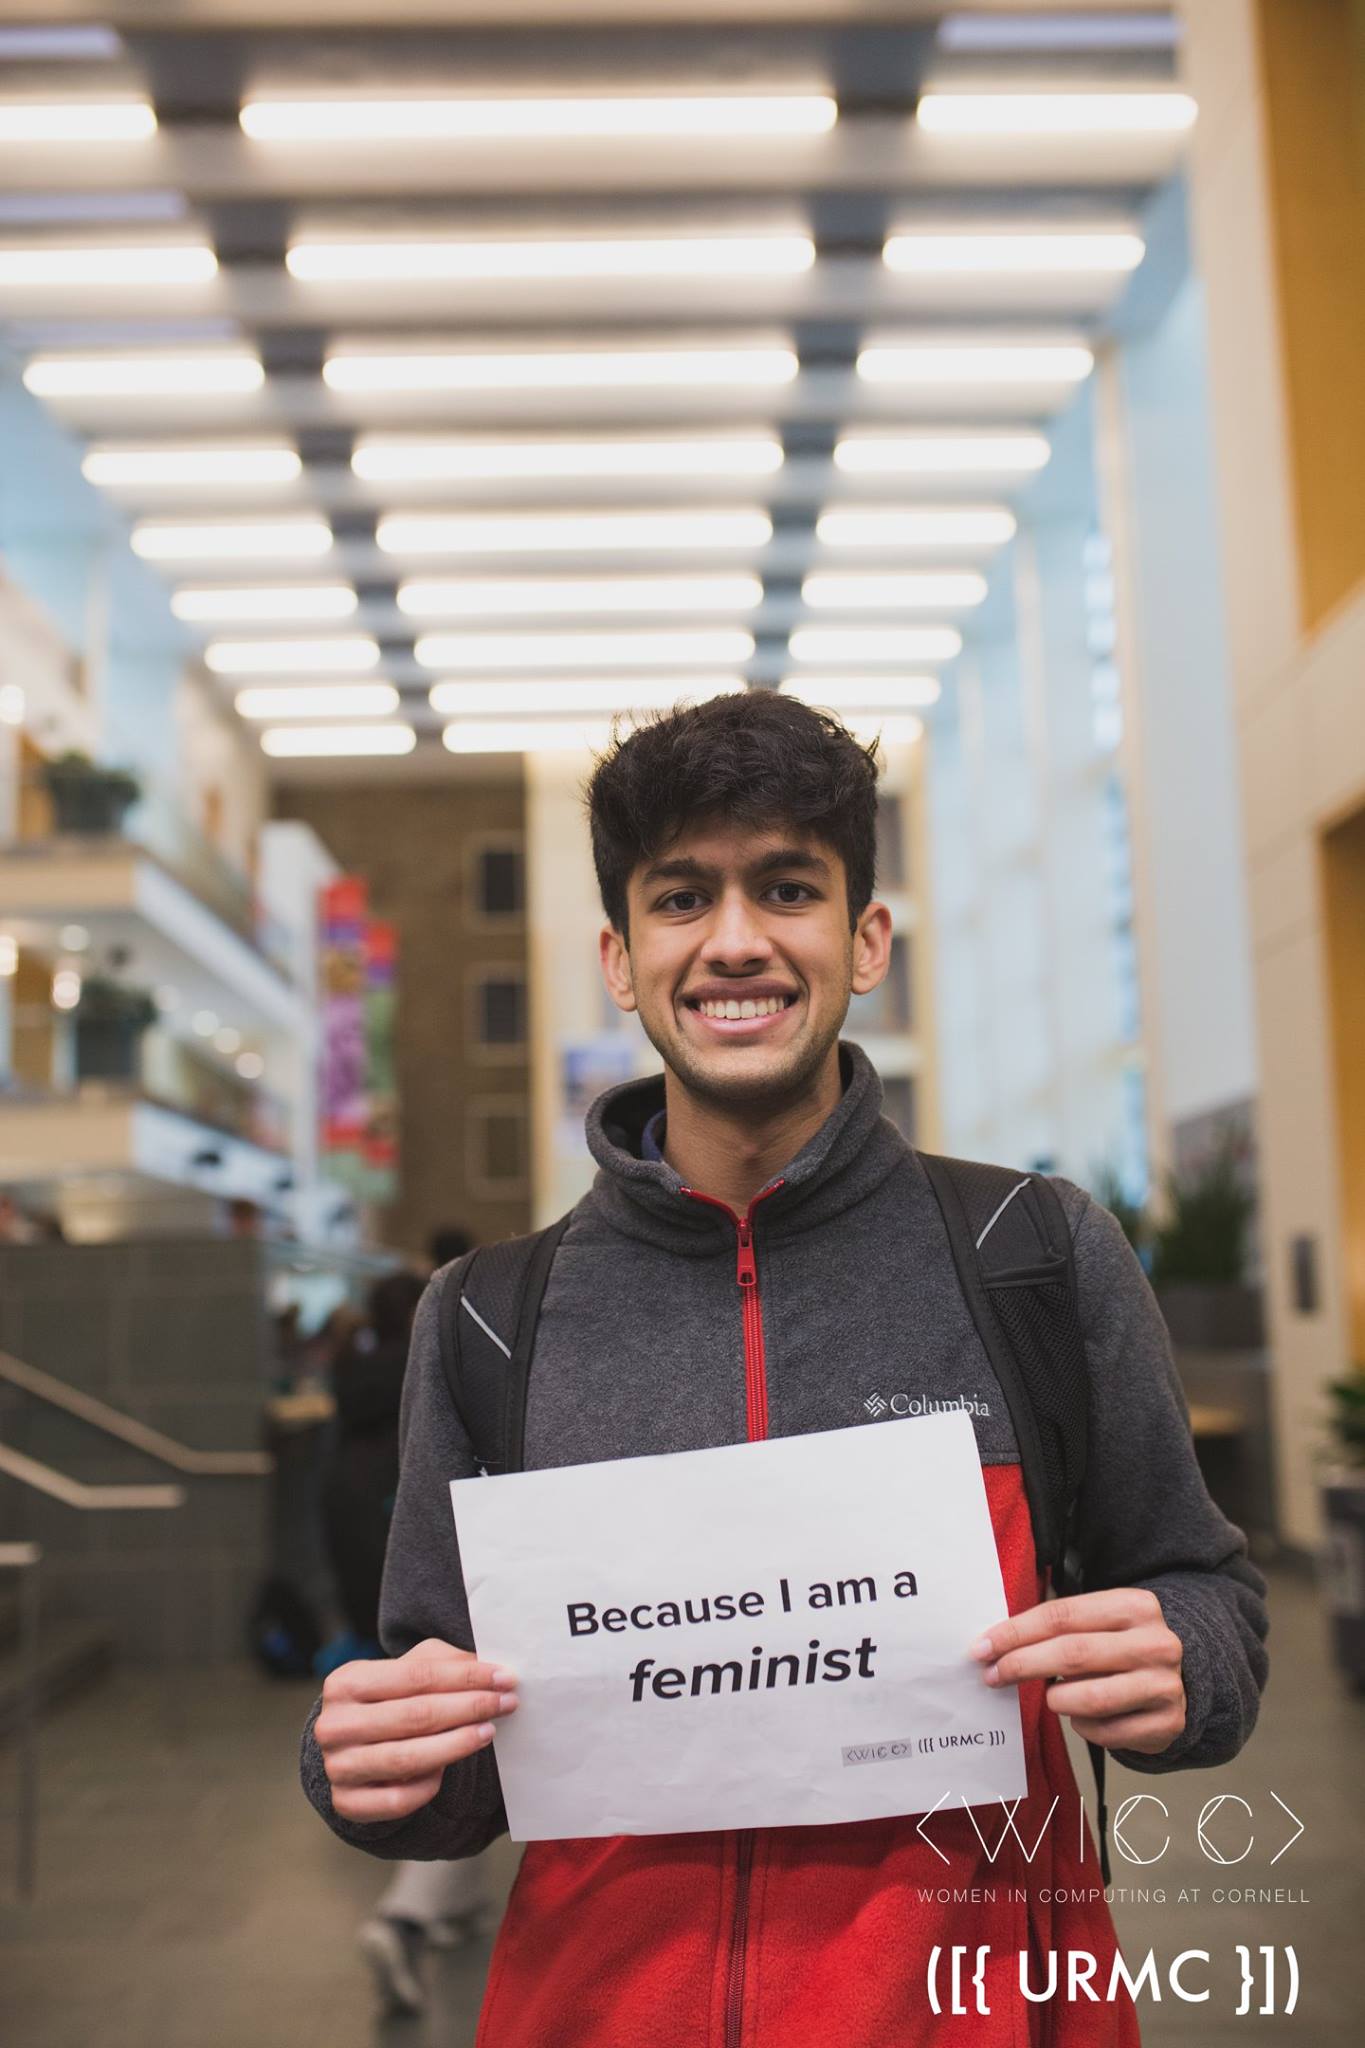 Columbia
Because I am a
feminist
<WICC> ([{ URMC }])
<WICC>
WOMEN IN COMPUTING AT CORNELL
([{ URMC }])